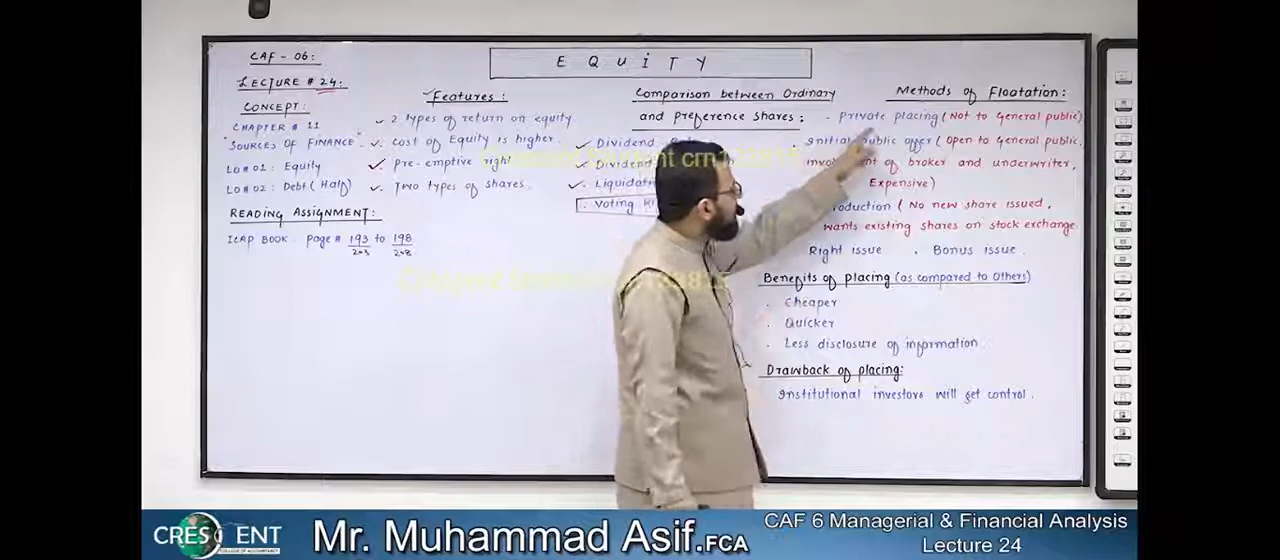 CAF - 06:
LECTURE # 24:
CONCEPT:
CHAPTER # 11
"SOURCES OF FINANCE"
Lo # 01: Equity
Lo # 02: Debt (Half)
READING ASSIGNMENT:
ICAP BOOK. Page # 193 to 198
203 208
EQUiTY
Features:
2 types of return on equity
Cost of Equity is higher.
Pre-emptive right
Two types of shares.
Comparison between Ordinary
and preference shares:
Dividend
Dividend
Voting
Methods of Floatation:
Private placing (Not to General public)
Initial public offer (Open to General public,
of broker and underwriter,
Expensive)
(No new share issued,
wants existing shares on stock exchange
Right issue . Bonus issue.
Benefits of placing (as compared to Others)
. Cheaper
. Quicker
. Less disclosure of information
Drawback of placing:
Institutional investors will get control.
CRESCENT
COLLEGE OF ACCOUNTANCY
Mr. Muhammad Asif.FCA
CAF 6 Managerial & Financial Analysis
Lecture 24